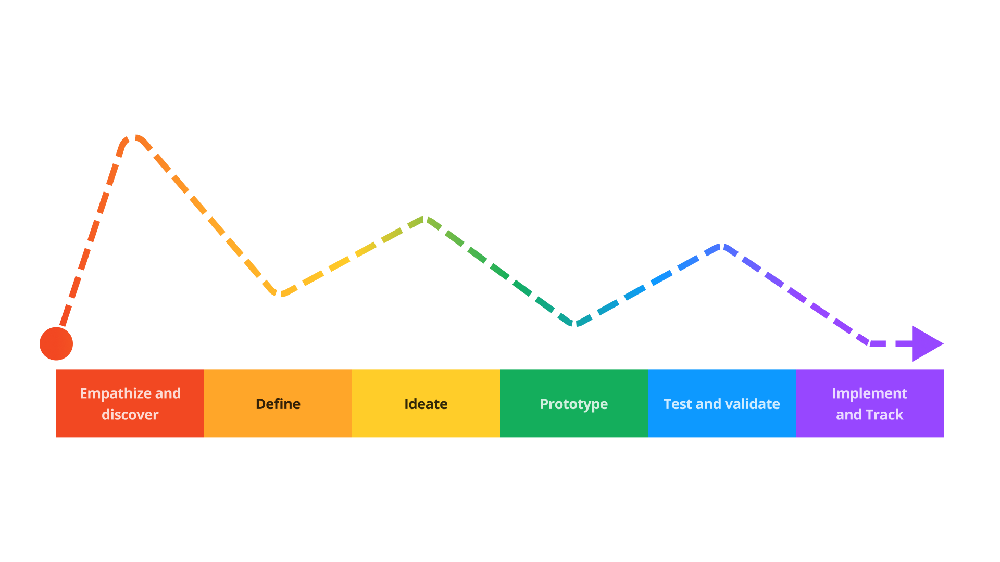 Empathize and
discover
Define
Ideate
Prototype
Test and validate
Implement
and Track